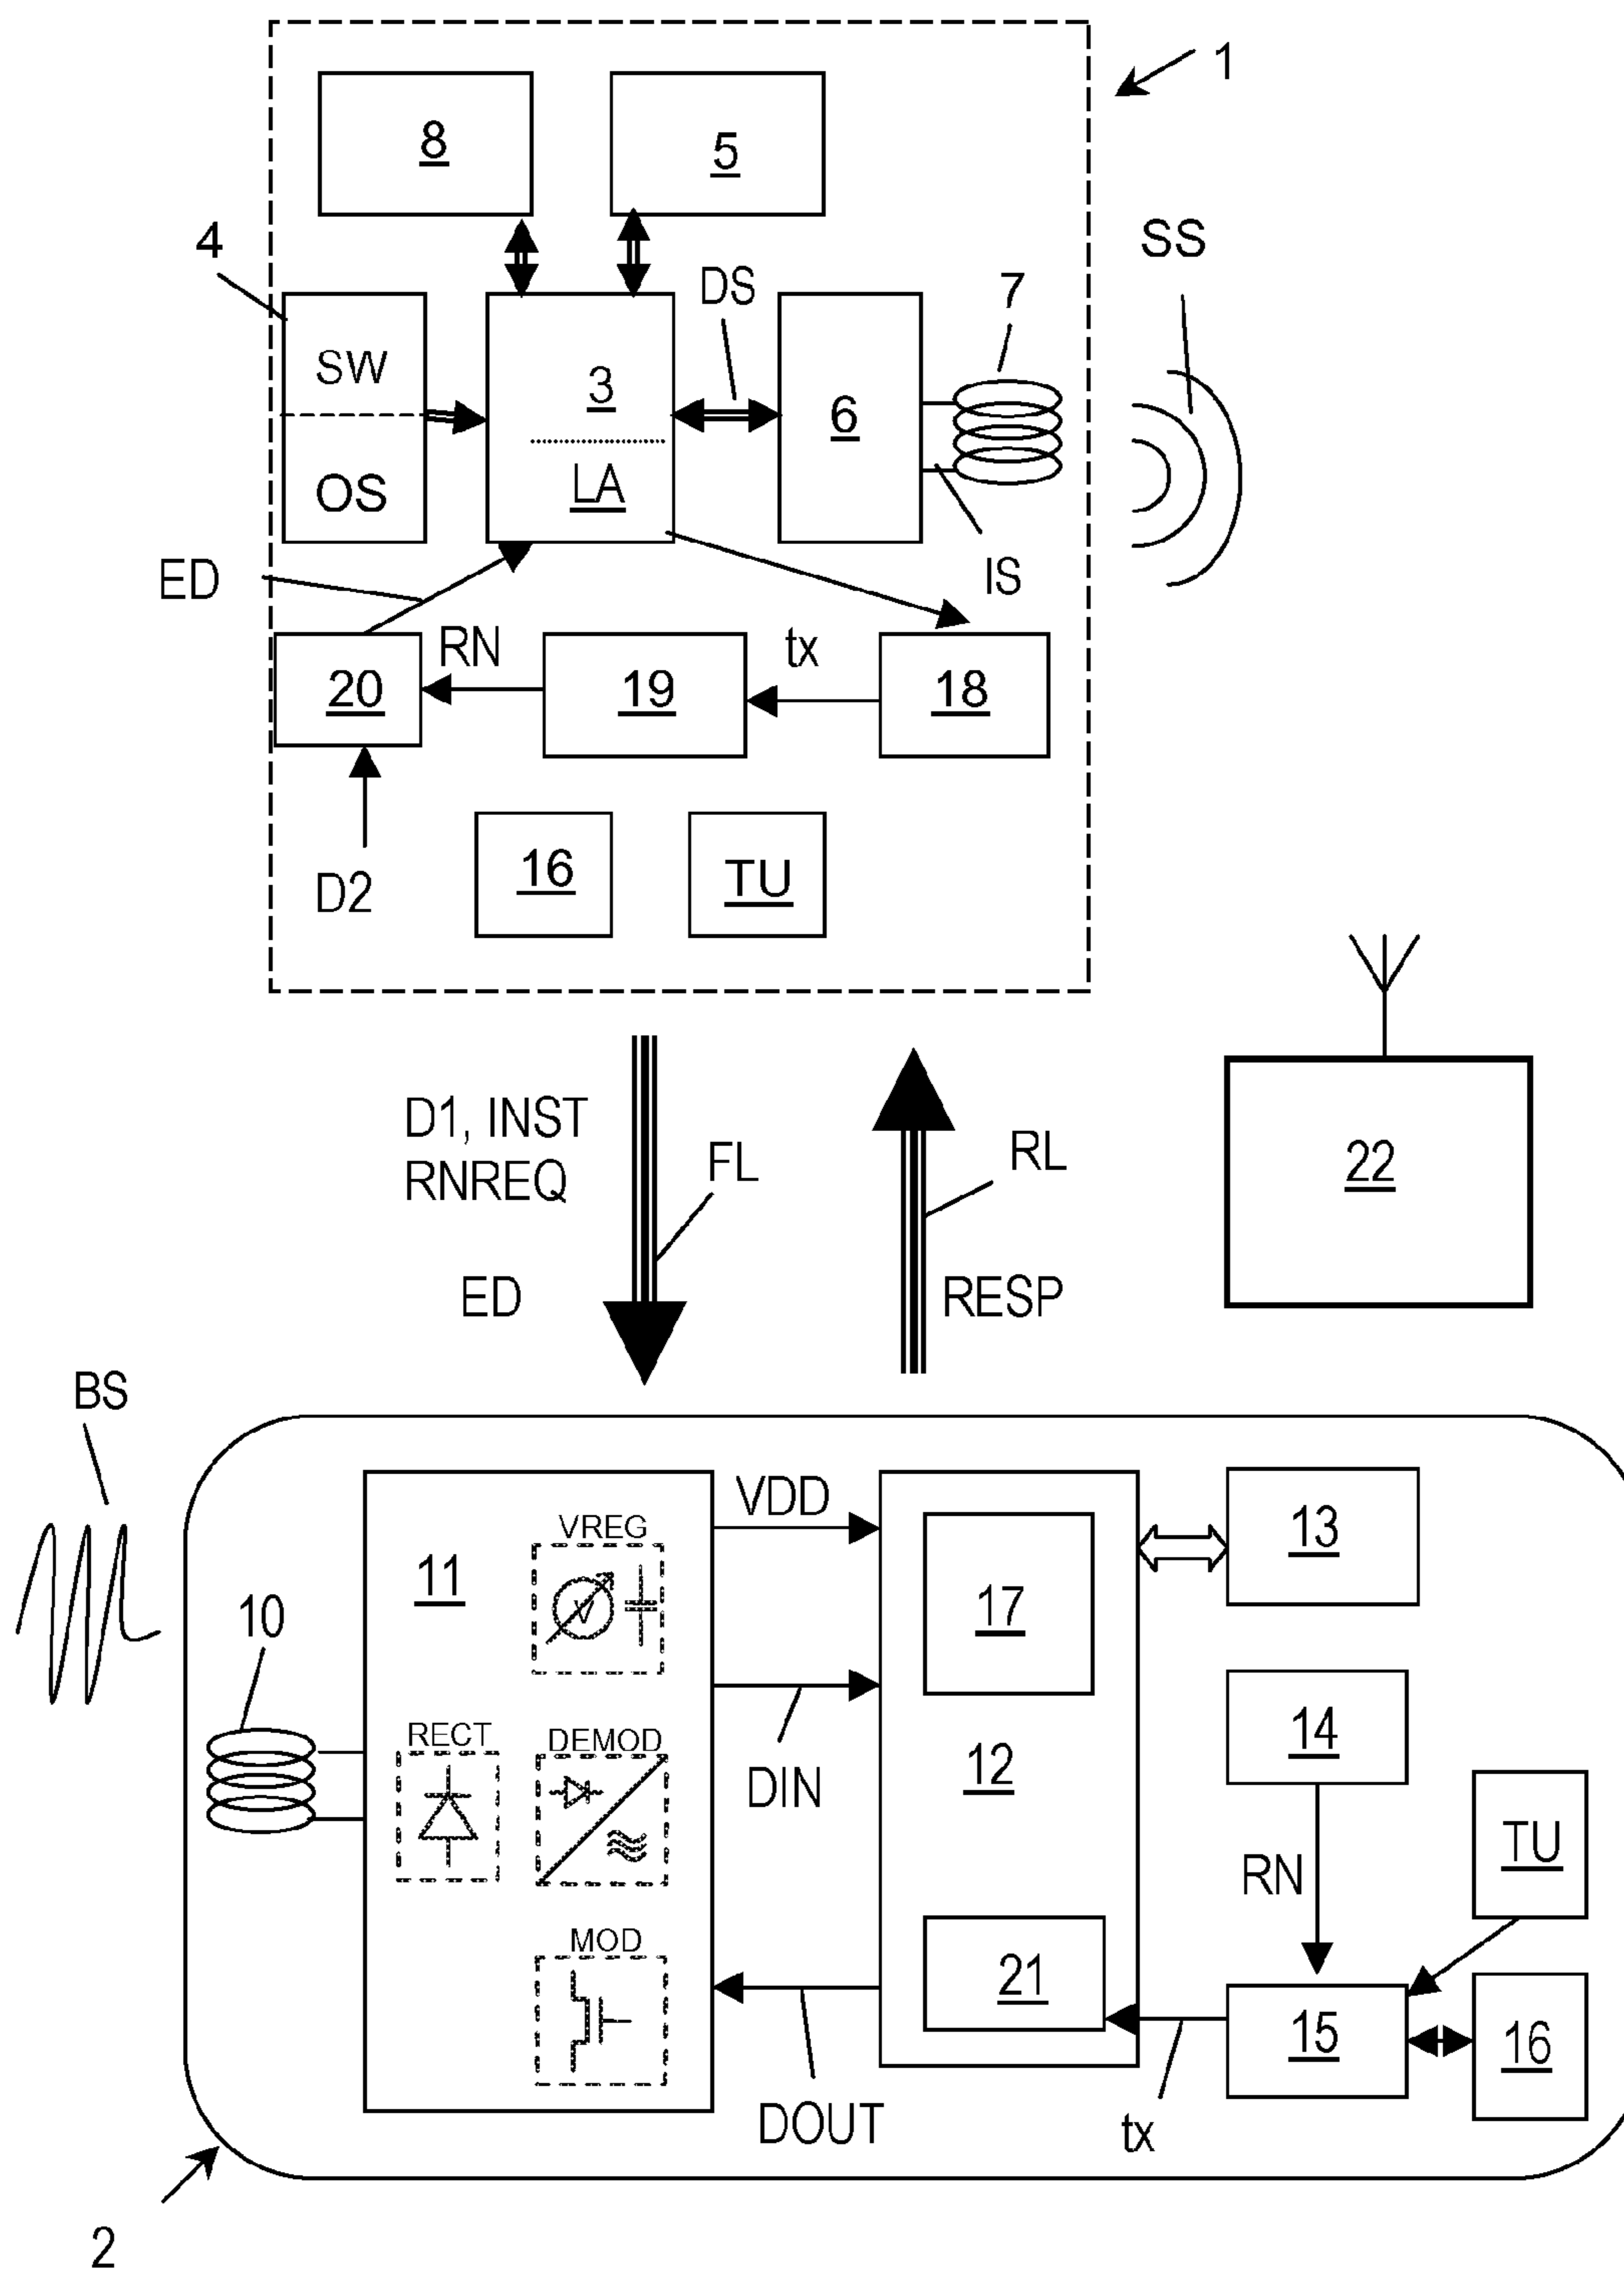 1
8
5
4
SS
DS
7
SW
3
6
OS
LA
IS
ED
RN
tx
20
19
18
16
TU
D2
D1, INST
RNREQ
FL
RL
22
ED
RESP
BS
VDD
VREG
11
V
17
13
10
RECT
DEMOD
DIN
12
14
TU
RN
MOD
21
15
16
DOUT
tx
2